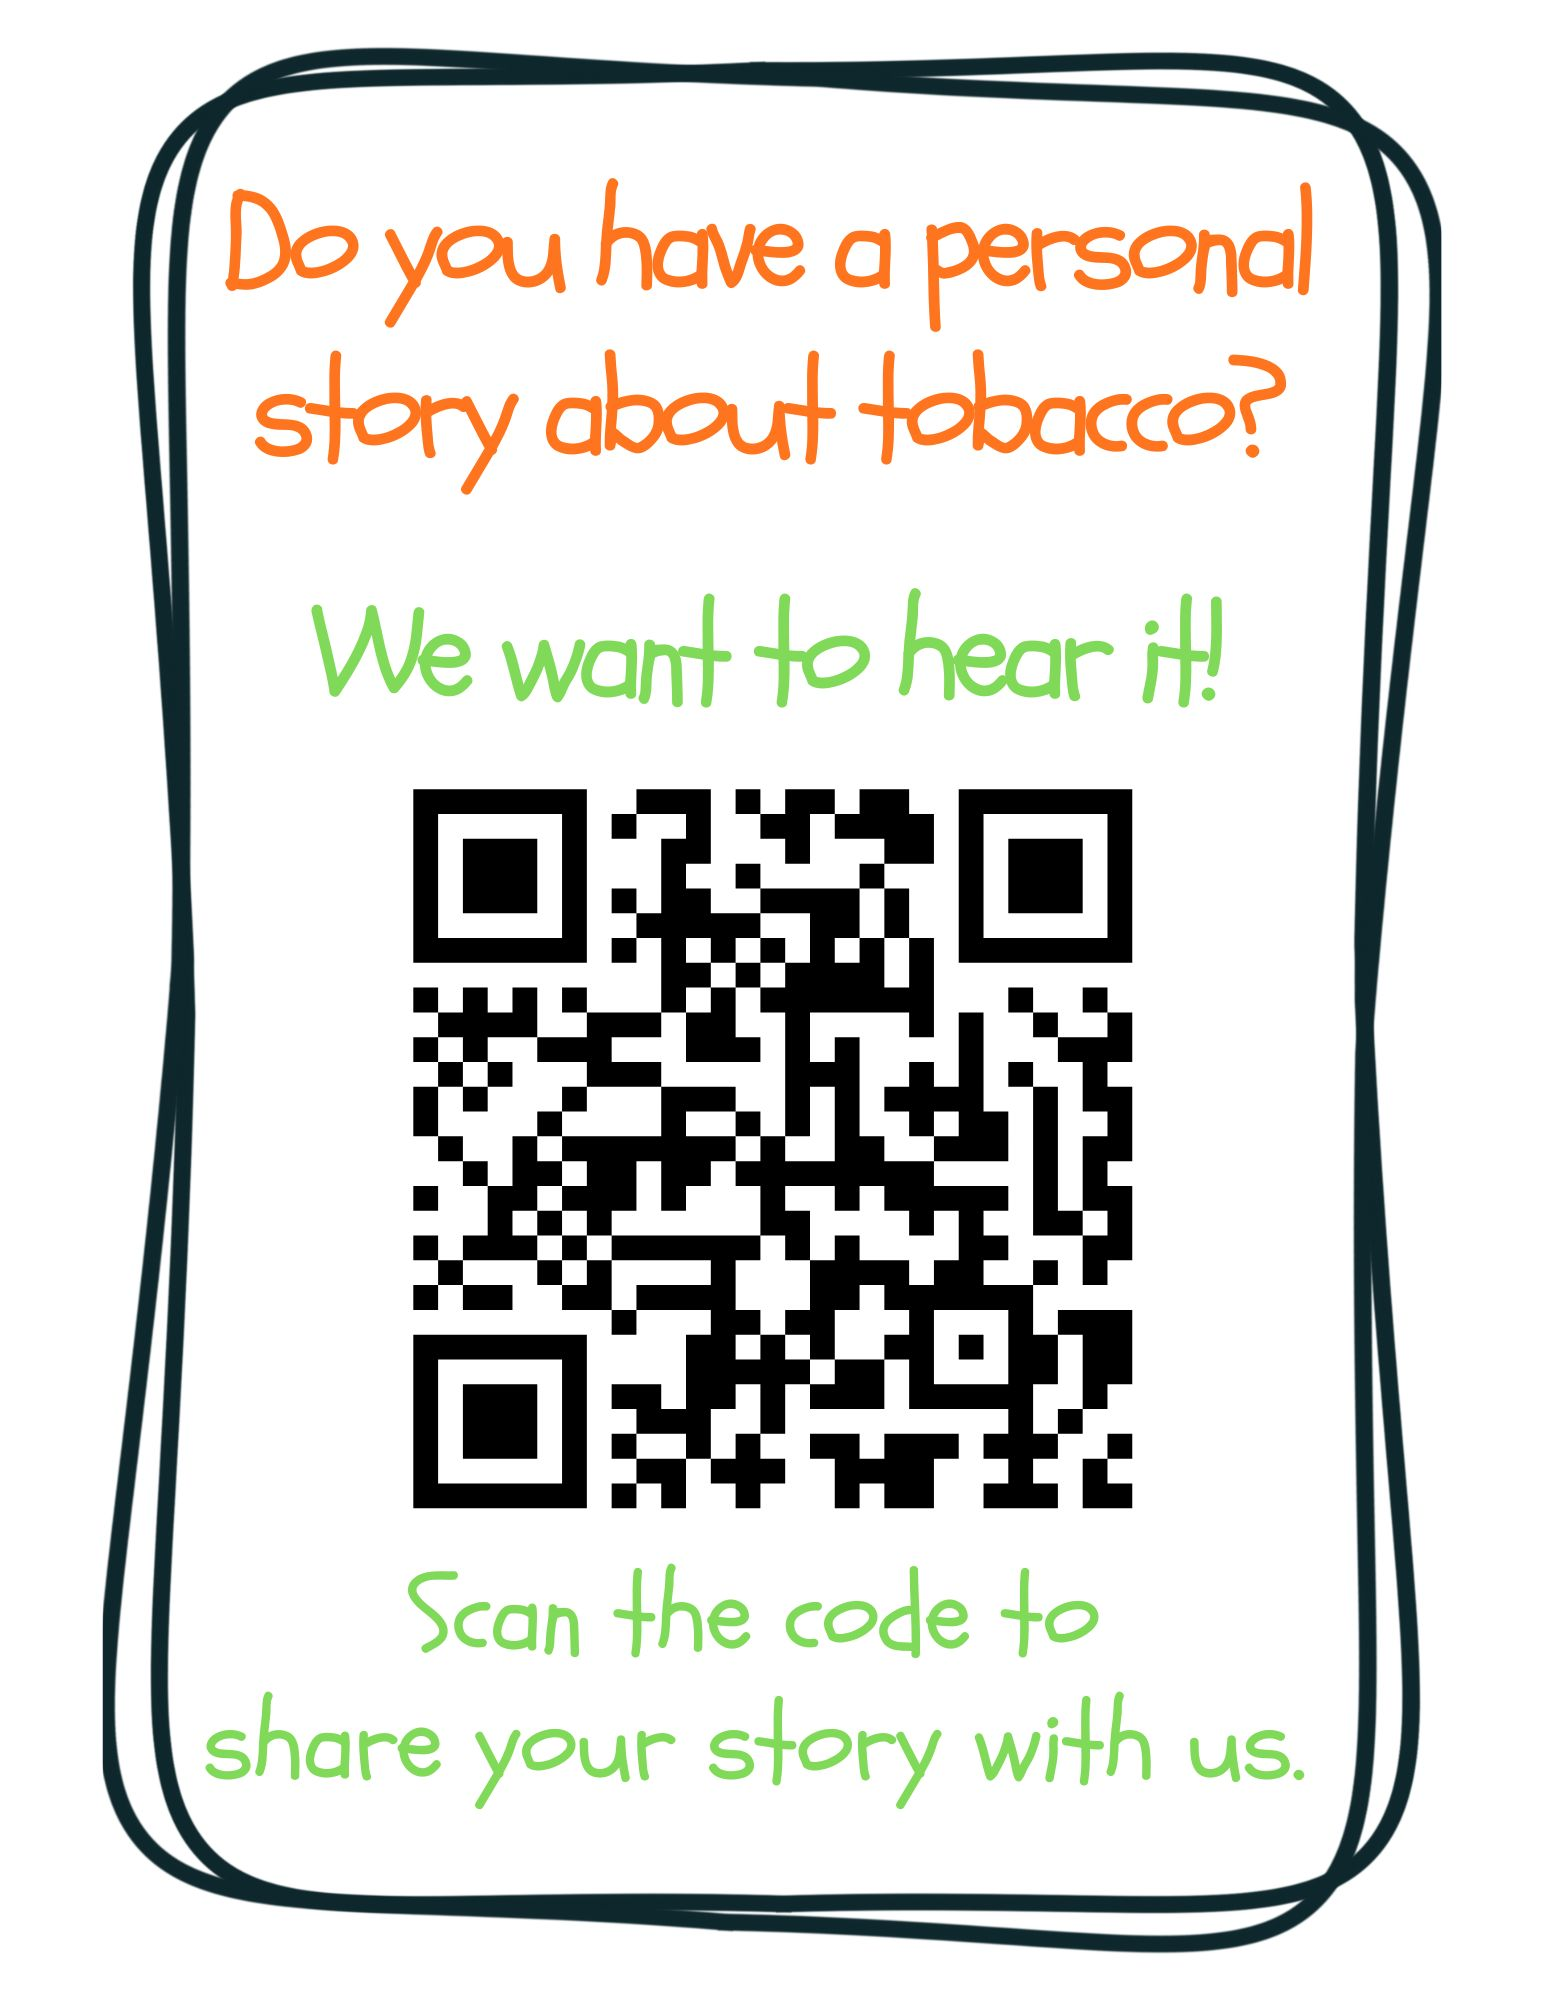 Do you have a personal
story about tobacco?
We want to hear it!
Scan the code to
share your story with us.